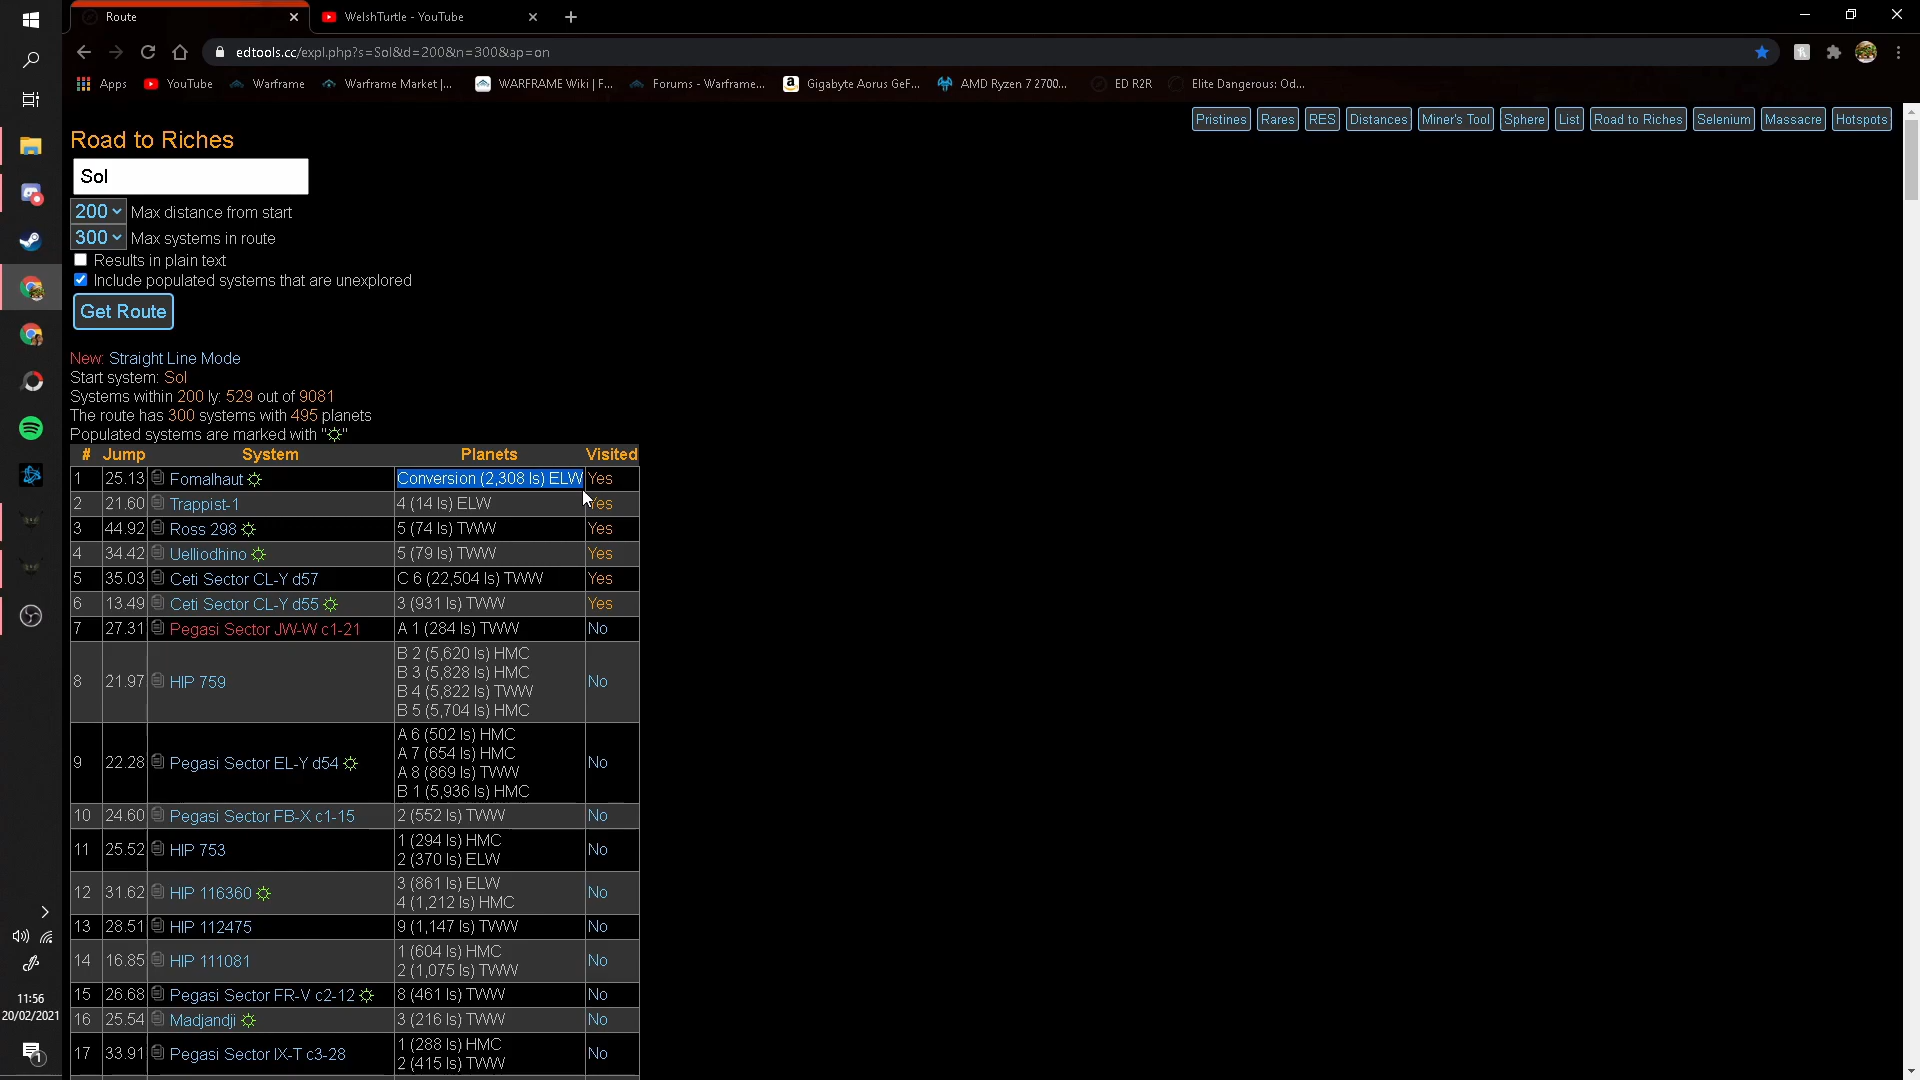 Route
WelshTurtle - YouTube
edtools.cc/expl.php?s=Sol&d=200&n=300&ap=on
Apps
YouTube
Warframe
Warframe Market |...
WARFRAME Wiki | F...
Forums - Warframe...
Gigabyte Aorus GeF...
AMD Ryzen 7 2700...
ED R2R
Elite Dangerous: Od...
Pristines Rares RES Distances Miner's Tool Sphere List Road to Riches Selenium Massacre Hotspots
Road to Riches
Sol
200 Max distance from start
300 Max systems in route
Results in plain text
Include populated systems that are unexplored
Get Route
New: Straight Line Mode
Start system: Sol
Systems within 200 ly: 529 out of 9081
The route has 300 systems with 495 planets
Populated systems are marked with "☼"
# Jump System Planets Visited
1 25.13 Fomalhaut ☼ Conversion (2,308 ls) ELW Yes
2 21.60 Trappist-1 4 (14 ls) ELW Yes
3 44.92 Ross 298 ☼ 5 (74 ls) TWW Yes
4 34.42 Uelliodhino ☼ 5 (79 ls) TWW Yes
5 35.03 Ceti Sector CL-Y d57 C 6 (22,504 ls) TWW Yes
6 13.49 Ceti Sector CL-Y d55 ☼ 3 (931 ls) TWW Yes
7 27.31 Pegasi Sector JW-W c1-21 A 1 (284 ls) TWW No
8 21.97 HIP 759 B 2 (5,620 ls) HMC
B 3 (5,828 ls) HMC
B 4 (5,822 ls) TWW
B 5 (5,704 ls) HMC No
9 22.28 Pegasi Sector EL-Y d54 ☼ A 6 (502 ls) HMC
A 7 (654 ls) HMC
A 8 (869 ls) TWW
B 1 (5,936 ls) HMC No
10 24.60 Pegasi Sector FB-X c1-15 2 (552 ls) TWW No
11 25.52 HIP 753 1 (294 ls) HMC
2 (370 ls) ELW No
12 31.62 HIP 116360 ☼ 3 (861 ls) ELW
4 (1,212 ls) HMC No
13 28.51 HIP 112475 9 (1,147 ls) TWW No
14 16.85 HIP 111081 1 (604 ls) HMC
2 (1,075 ls) TWW No
15 26.68 Pegasi Sector FR-V c2-12 ☼ 8 (461 ls) TWW No
16 25.54 Madjandji ☼ 3 (216 ls) TWW No
17 33.91 Pegasi Sector IX-T c3-28 1 (288 ls) HMC
2 (415 ls) TWW No
11:56
20/02/2021
1